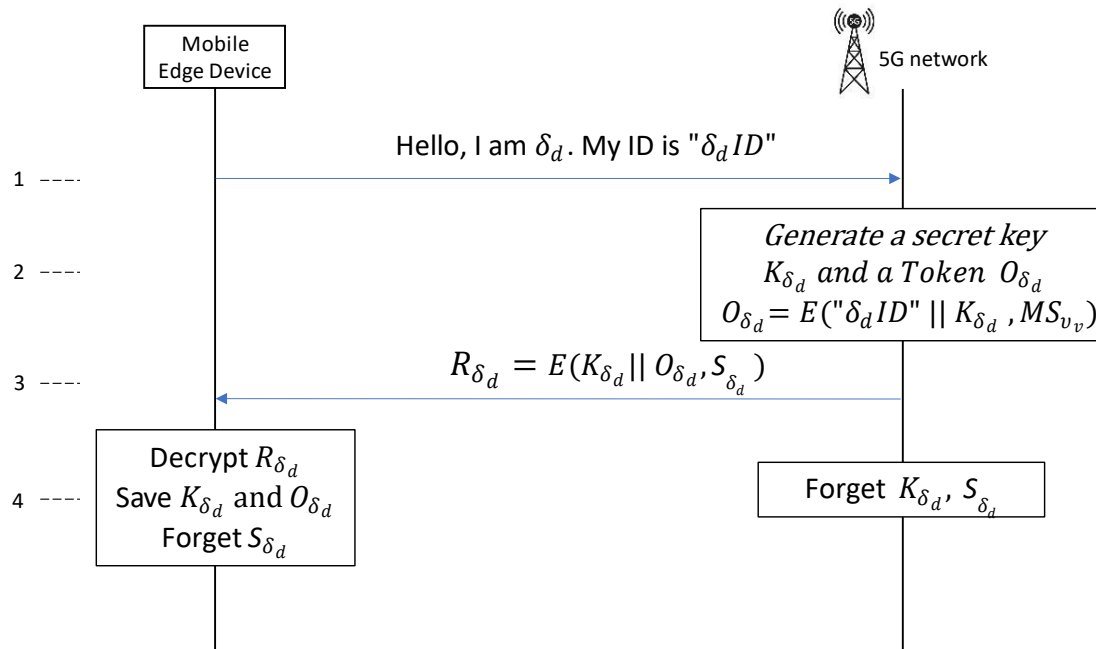 Mobile
Edge Device
5G
5G network
Hello, I am δ_d. My ID is "δ_d ID"
1
Generate a secret key
2
K_{δ_d} and a Token O_{δ_d}
O_{δ_d} = E("δ_d ID" || K_{δ_d} , MS_{υ_v})
R_{δ_d} = E(K_{δ_d} || O_{δ_d}, S_{δ_d})
3
Decrypt R_{δ_d}
4
Save K_{δ_d} and O_{δ_d}
Forget S_{δ_d}
Forget K_{δ_d}, S_{δ_d}